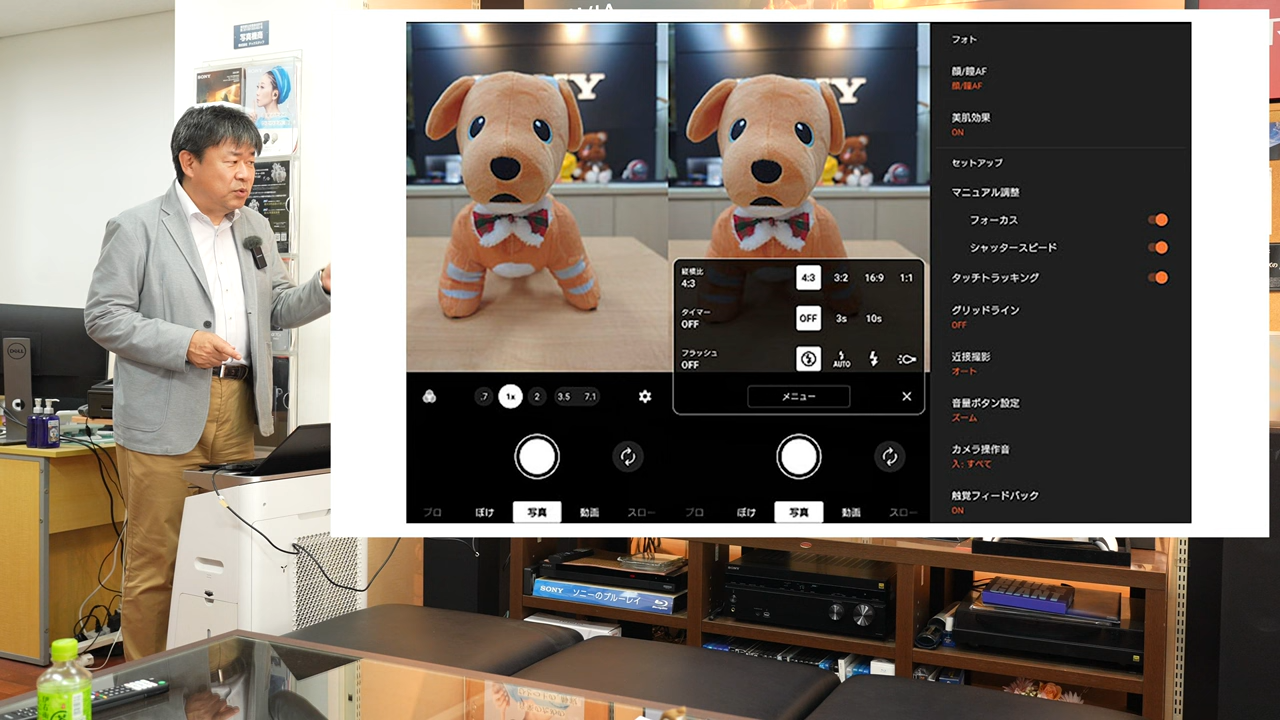 写真撮商
SONY
DELL
フォト
顔/瞳AF
顔/瞳AF
美肌効果
ON
セットアップ
マニュアル調整
フォーカス
シャッタースピード
タッチトラッキング
グリッドライン
OFF
近接撮影
オート
音量ボタン設定
ズーム
カメラ操作音
入: すべて
触覚フィードバック
ON
縦横比
4:3
4:3 3:2 16:9 1:1
タイマー
OFF
OFF 3s 10s
フラッシュ
OFF
AUTO
メニュー
.7 1x 2 3.5 7.1
プロ ぼけ 写真 動画 スロー
プロ ぼけ 写真 動画 スロー
SONY ソニーのブルーレイ
SONY